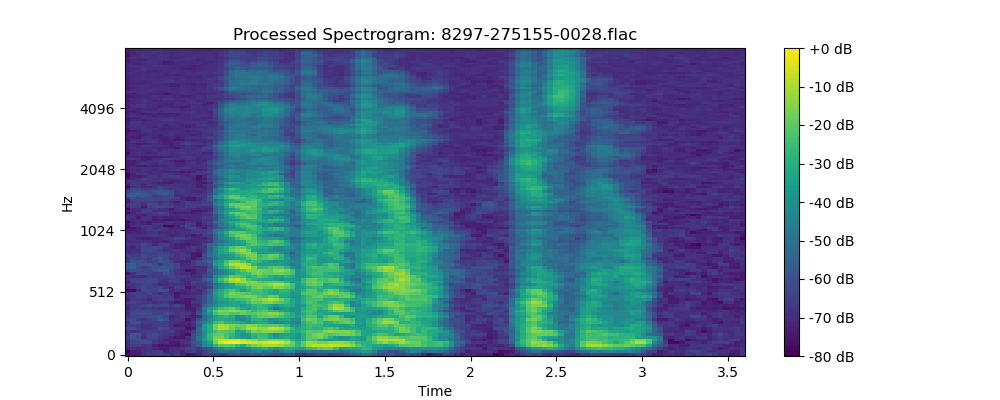 Processed Spectrogram: 8297-275155-0028.flac
Hz
4096
2048
1024
512
0
0
0.5
1
1.5
2
2.5
3
3.5
Time
+0 dB
-10 dB
-20 dB
-30 dB
-40 dB
-50 dB
-60 dB
-70 dB
-80 dB